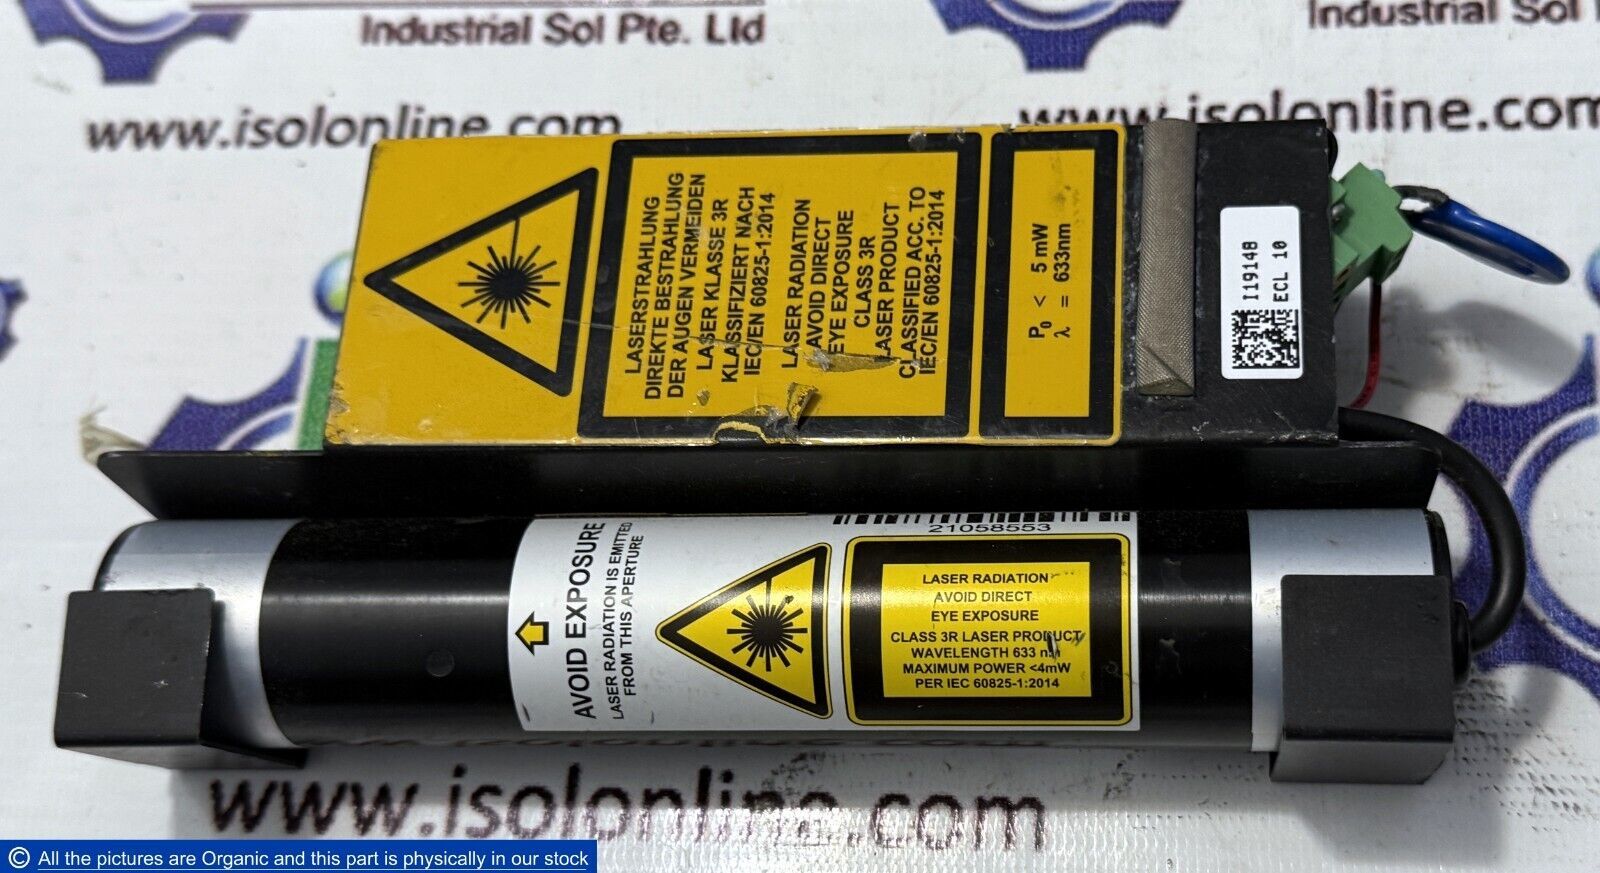 Industrial Sol Pte. Ltd
Industrial Sol
www.isolonline.com
www.isolonline.com
LASERSTRAHLUNG
DIREKTE BESTRAHLUNG
DER AUGEN VERMEIDEN
LASER KLASSE 3R
KLASSIFIZIERT NACH
IEC/EN 60825-1:2014
LASER RADIATION
AVOID DIRECT
EYE EXPOSURE
CLASS 3R
LASER PRODUCT
CLASSIFIED ACC. TO
IEC/EN 60825-1:2014
P0 < 5 mW
λ = 633nm
I19148
ECL 10
AVOID EXPOSURE
LASER RADIATION IS EMITTED
FROM THIS APERTURE
21058553
LASER RADIATION
AVOID DIRECT
EYE EXPOSURE
CLASS 3R LASER PRODUCT
WAVELENGTH 633 nm
MAXIMUM POWER <4mW
PER IEC 60825-1:2014
www.isolonline.com
© All the pictures are Organic and this part is physically in our stock